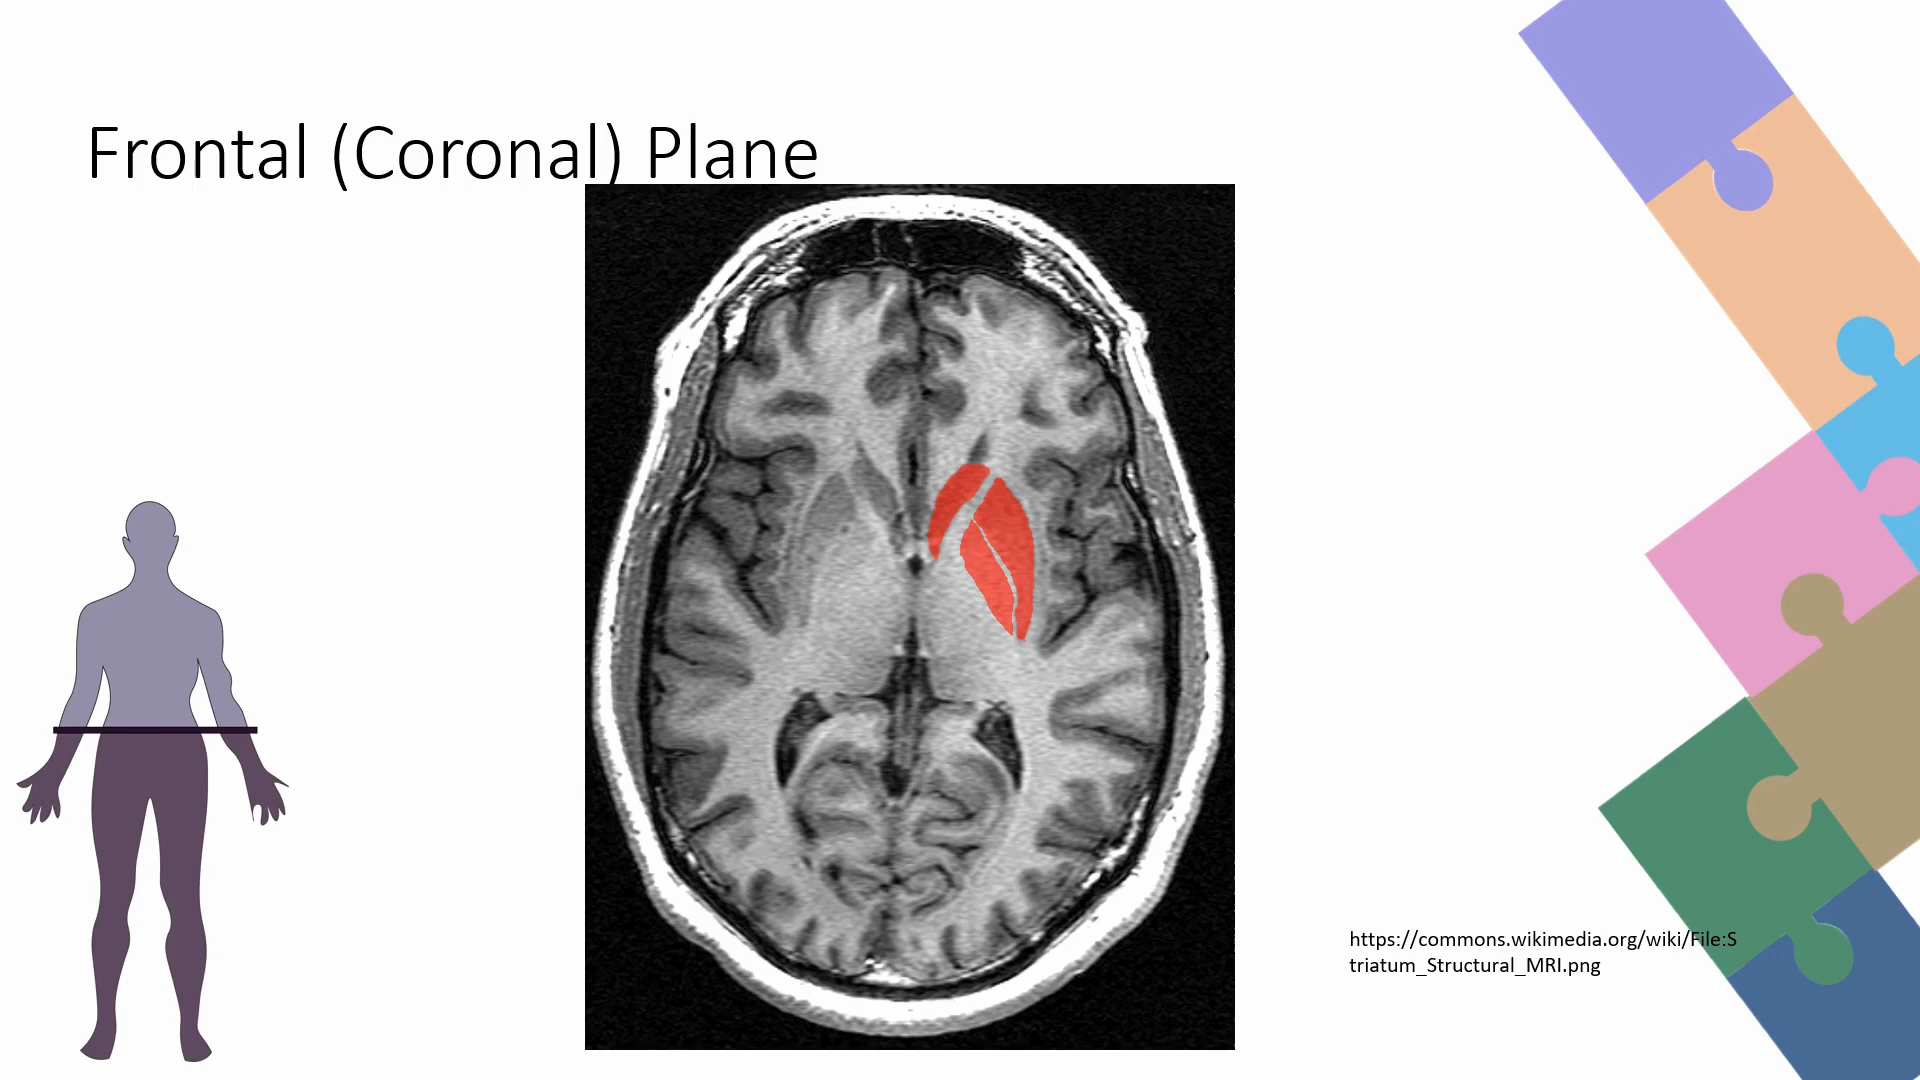 Frontal (Coronal) Plane
https://commons.wikimedia.org/wiki/File:S
triatum_Structural_MRI.png